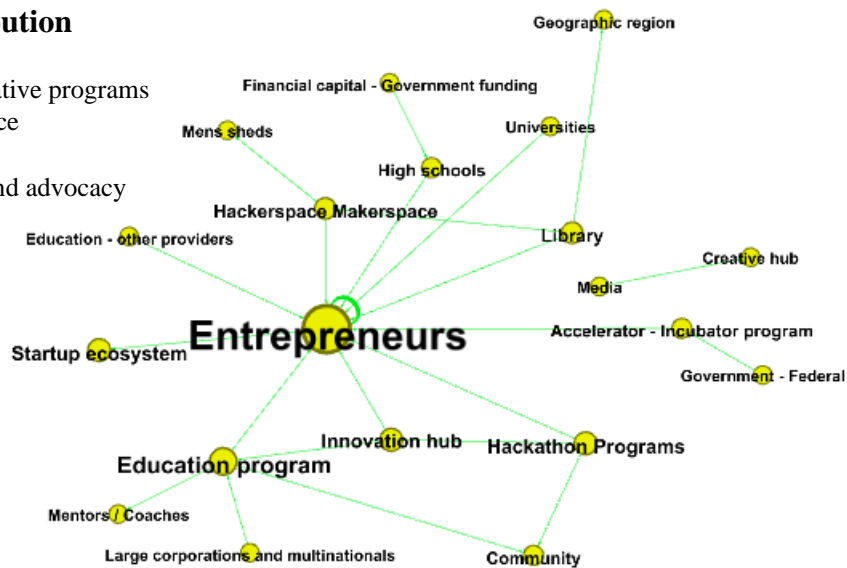 bution
Geographic region
ative programs
Financial capital - Government funding
ce
Mens sheds
Universities
High schools
nd advocacy
Hackerspace Makerspace
Education - other providers
Library
Creative hub
Media
Entrepreneurs
Accelerator - Incubator program
Startup ecosystem
Government - Federal
Innovation hub
Hackathon Programs
Education program
Mentors / Coaches
Large corporations and multinationals
Community